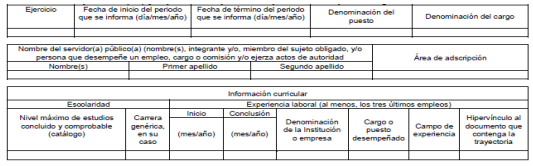 Ejercicio
Fecha de inicio del periodo
que se informa (día/mes/año)
Fecha de término del periodo
que se informa (día/mes/año)
Denominación del
puesto
Denominación del cargo
Nombre del servidor(a) público(a) (nombre(s), integrante y/o, miembro del sujeto obligado, y/o
persona que desempeñe un empleo, cargo o comisión y/o ejerza actos de autoridad
Área de adscripción
Nombre(s)
Primer apellido
Segundo apellido
Información curricular
Escolaridad
Experiencia laboral (al menos, los tres últimos empleos)
Nivel máximo de estudios
concluido y comprobable
(catálogo)
Carrera
genérica,
en su
caso
Inicio
(mes/año)
Conclusión
(mes/año)
Denominación
de la Institución
o empresa
Cargo o
puesto
desempeñado
Campo de
experiencia
Hipervínculo al
documento que
contenga la
trayectoria